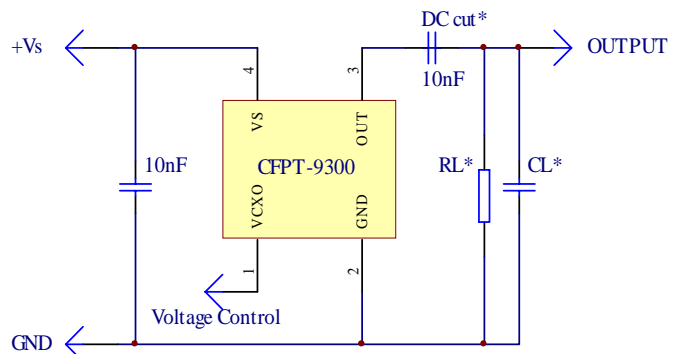 DC cut*
+Vs
OUTPUT
4
3
10nF
VS
OUT
CFPT-9300
10nF
RL*
CL*
VCXO
GND
1
2
Voltage Control
GND